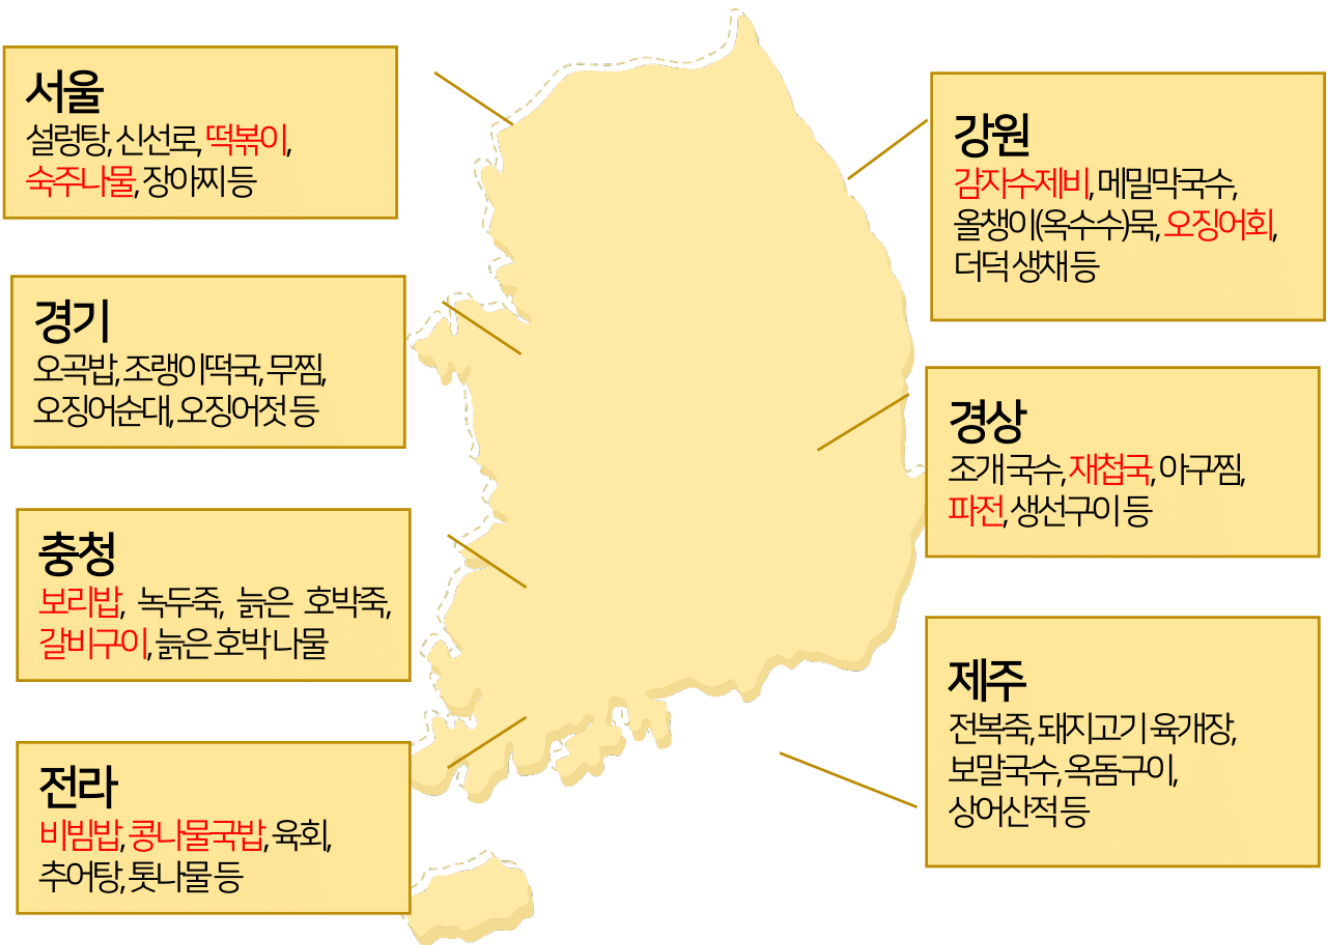 서울
설렁탕, 신선로, 떡볶이,
숙주나물, 장아찌 등
경기
오곡밥, 조랭이떡국, 무찜,
오징어순대, 오징어젓 등
충청
보리밥, 녹두죽, 늙은 호박죽,
갈비구이, 늙은 호박 나물
전라
비빔밥, 콩나물국밥, 육회,
추어탕, 톳나물 등
강원
감자수제비, 메밀막국수,
올챙이(옥수수)묵, 오징어회,
더덕 생채 등
경상
조개 국수, 재첩국, 아구찜,
파전, 생선구이 등
제주
전복죽, 돼지고기 육개장,
보말국수, 옥돔구이,
상어산적 등